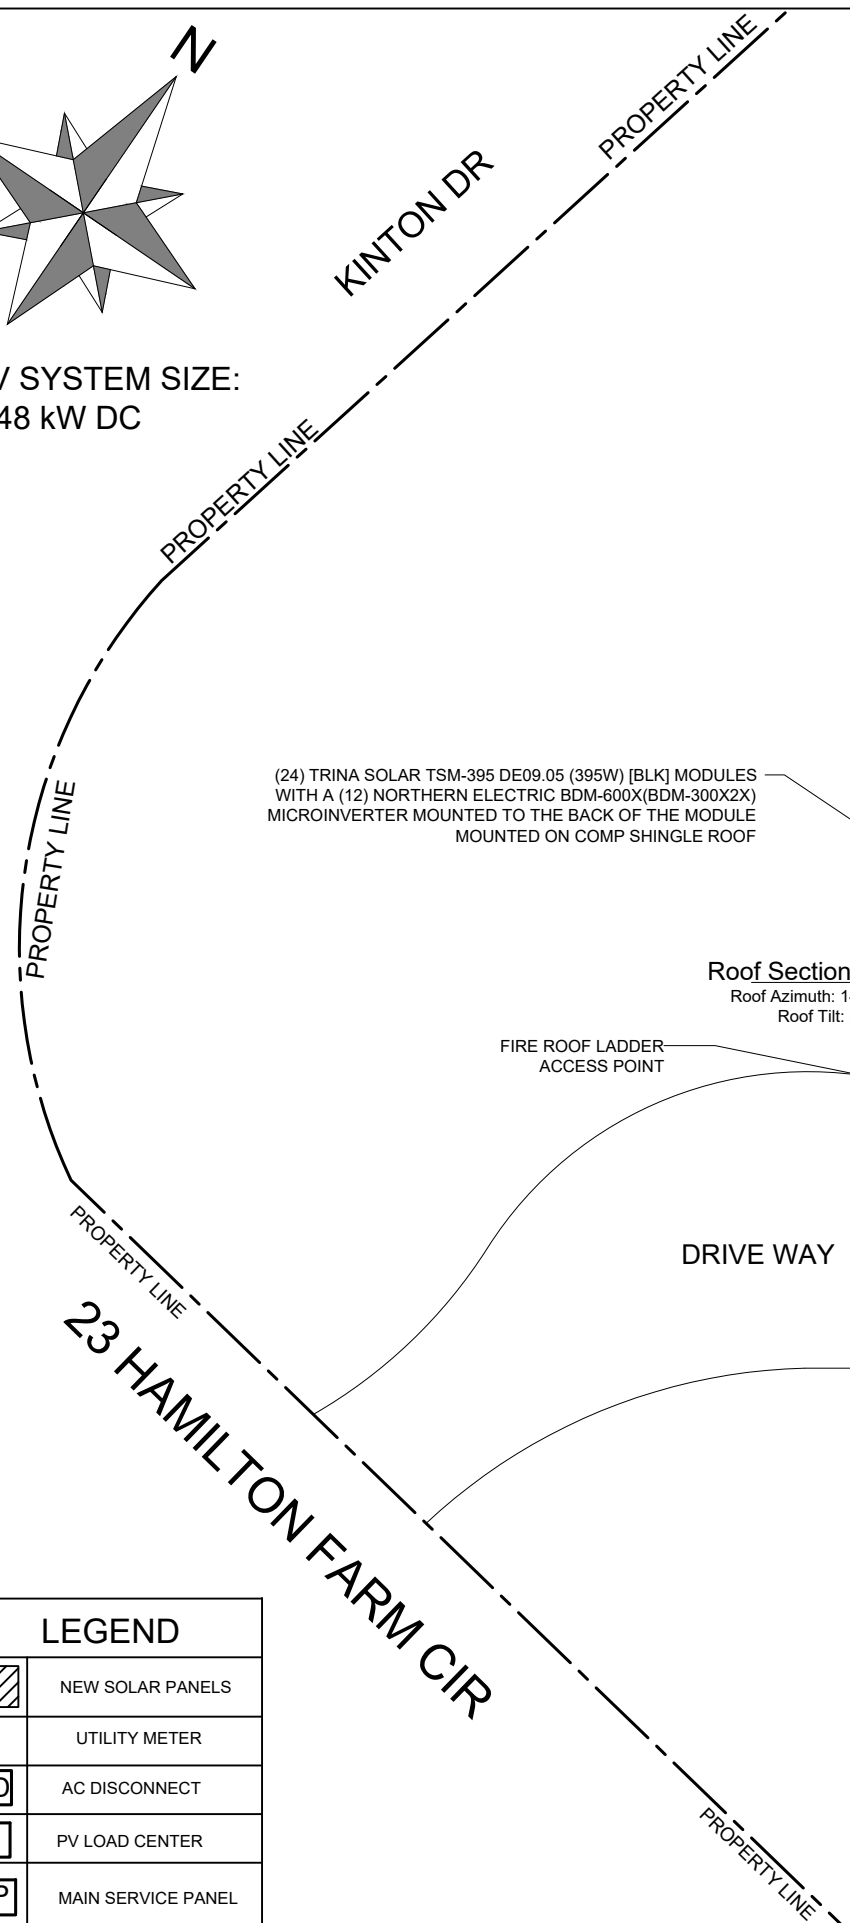 N
PROPERTY LINE
KINTON DR
V SYSTEM SIZE:
48 kW DC
PROPERTY LINE
(24) TRINA SOLAR TSM-395 DE09.05 (395W) [BLK] MODULES
WITH A (12) NORTHERN ELECTRIC BDM-600X(BDM-300X2X)
MICROINVERTER MOUNTED TO THE BACK OF THE MODULE
MOUNTED ON COMP SHINGLE ROOF
PROPERTY LINE
Roof Section
Roof Azimuth: 1
Roof Tilt:
FIRE ROOF LADDER
ACCESS POINT
PROPERTY LINE
DRIVE WAY
23 HAMILTON FARM CIR
LEGEND
NEW SOLAR PANELS
UTILITY METER
AC DISCONNECT
PV LOAD CENTER
P
MAIN SERVICE PANEL
PROPERTY LINE